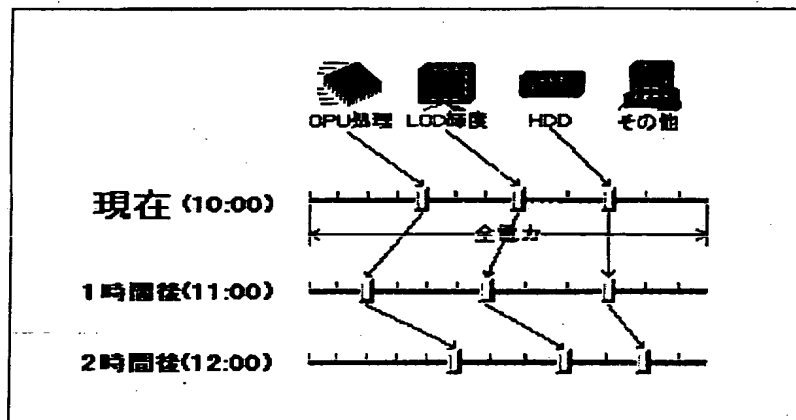 CPU処理 LCD輝度 HDD その他
現在 (10:00)
全電力
1時間後(11:00)
2時間後(12:00)